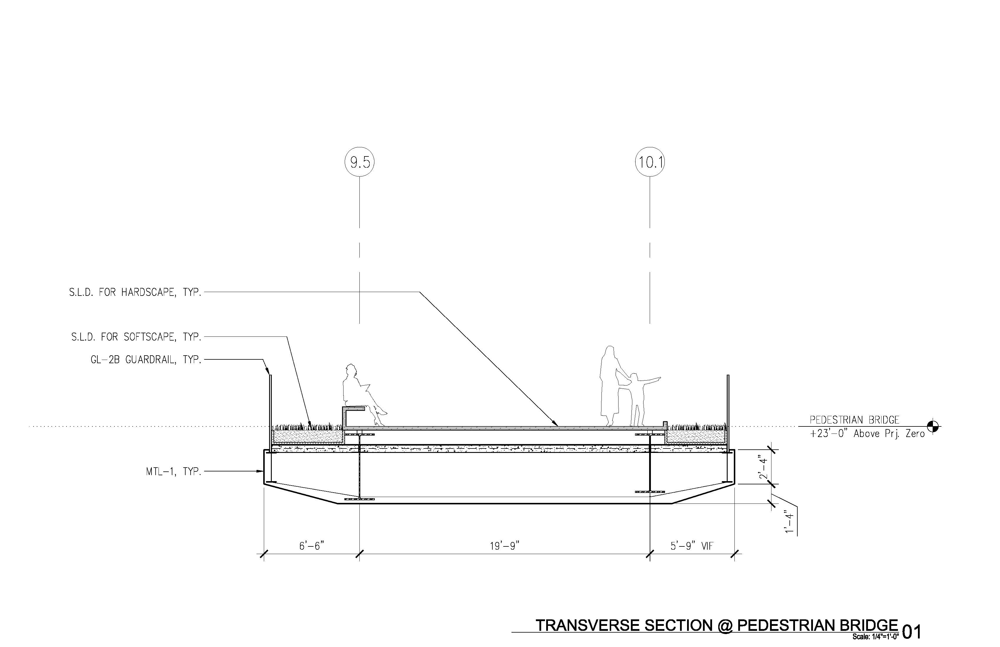 9.5
10.1
S.L.D. FOR HARDSCAPE, TYP.
S.L.D. FOR SOFTSCAPE, TYP.
GL-2B GUARDRAIL, TYP.
PEDESTRIAN BRIDGE
+23'-0" Above Prj. Zero
MTL-1, TYP.
2'-4"
1'-4"
6'-6"
19'-9"
5'-9" VIF
TRANSVERSE SECTION @ PEDESTRIAN BRIDGE 01
Scale: 1/4"=1'-0"